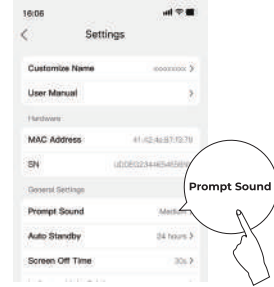 16:06
Settings
Customize Name
User Manual
Hardware
MAC Address
SN
General Settings
Prompt Sound
Prompt Sound
Auto Standby 24 hours
Screen Off Time 30s